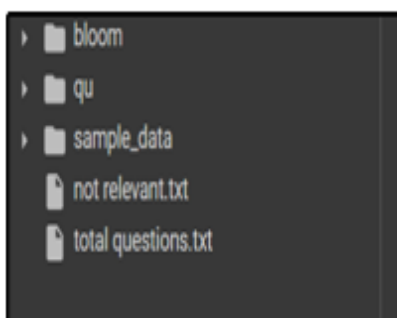 bloom
qu
sample_data
not relevant.txt
total questions.txt